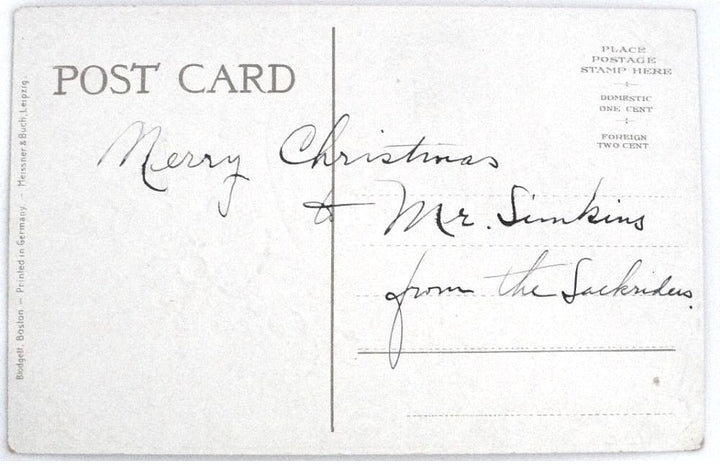 POST CARD
PLACE
POSTAGE
STAMP HERE
DOMESTIC
ONE CENT
FOREIGN
TWO CENT
Merry Christmas
to Mr. Simkins
from the Sackriders.
Blodgett, Boston. — Printed in Germany. — Meissner & Buch, Leipzig.